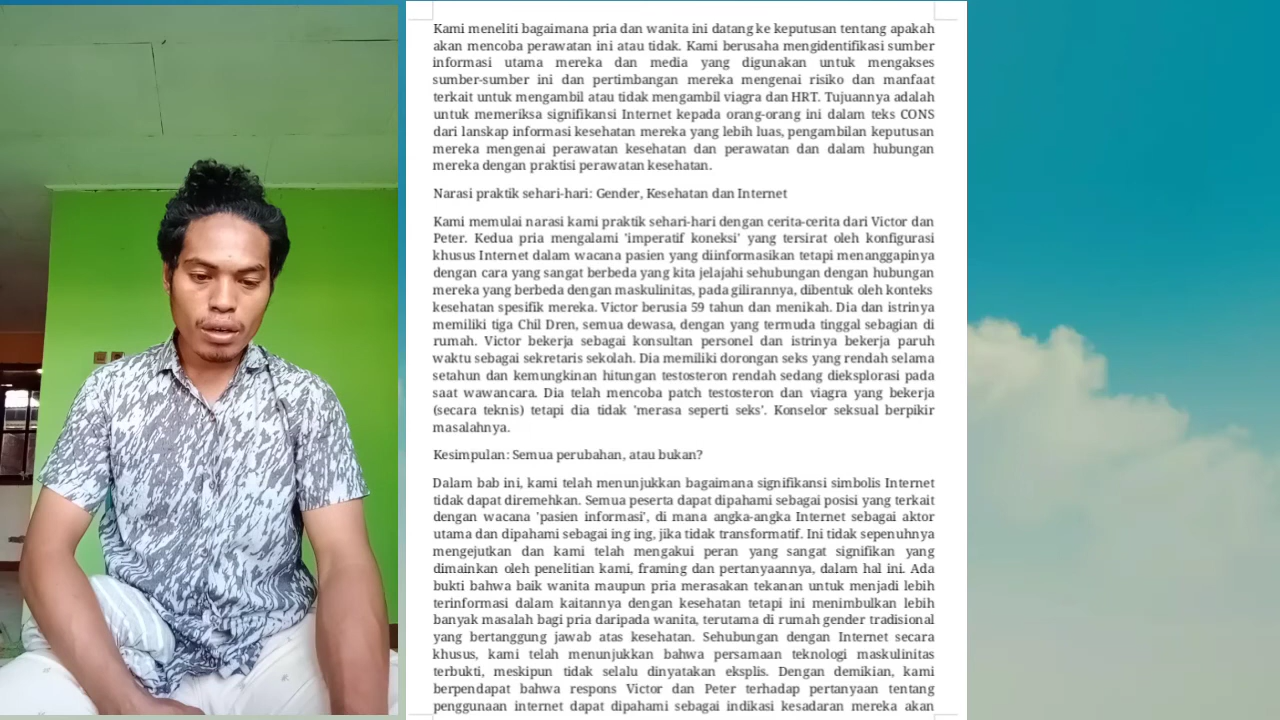 Kami meneliti bagaimana pria dan wanita ini datang ke keputusan tentang apakah
akan mencoba perawatan ini atau tidak. Kami berusaha mengidentifikasi sumber
informasi utama mereka dan media yang digunakan untuk mengakses
sumber-sumber ini dan pertimbangan mereka mengenai risiko dan manfaat
terkait untuk mengambil atau tidak mengambil viagra dan HRT. Tujuannya adalah
untuk memeriksa signifikansi Internet kepada orang-orang ini dalam teks CONS
dari lanskap informasi kesehatan mereka yang lebih luas, pengambilan keputusan
mereka mengenai perawatan kesehatan dan perawatan dan dalam hubungan
mereka dengan praktisi perawatan kesehatan.
Narasi praktik sehari-hari: Gender, Kesehatan dan Internet
Kami memulai narasi kami praktik sehari-hari dengan cerita-cerita dari Victor dan
Peter. Kedua pria mengalami 'imperatif koneksi' yang tersirat oleh konfigurasi
khusus Internet dalam wacana pasien yang diinformasikan tetapi menanggapinya
dengan cara yang sangat berbeda yang kita jelajahi sehubungan dengan hubungan
mereka yang berbeda dengan maskulinitas, pada gilirannya, dibentuk oleh konteks
kesehatan spesifik mereka. Victor berusia 59 tahun dan menikah. Dia dan istrinya
memiliki tiga Chil Dren, semua dewasa, dengan yang termuda tinggal sebagian di
rumah. Victor bekerja sebagai konsultan personel dan istrinya bekerja paruh
waktu sebagai sekretaris sekolah. Dia memiliki dorongan seks yang rendah selama
setahun dan kemungkinan hitungan testosteron rendah sedang dieksplorasi pada
saat wawancara. Dia telah mencoba patch testosteron dan viagra yang bekerja
(secara teknis) tetapi dia tidak 'merasa seperti seks'. Konselor seksual berpikir
masalahnya.
Kesimpulan: Semua perubahan, atau bukan?
Dalam bab ini, kami telah menunjukkan bagaimana signifikansi simbolis Internet
tidak dapat diremehkan. Semua peserta dapat dipahami sebagai posisi yang terkait
dengan wacana 'pasien informasi', di mana angka-angka Internet sebagai aktor
utama dan dipahami sebagai ing ing, jika tidak transformatif. Ini tidak sepenuhnya
mengejutkan dan kami telah mengakui peran yang sangat signifikan yang
dimainkan oleh penelitian kami, framing dan pertanyaannya, dalam hal ini. Ada
bukti bahwa baik wanita maupun pria merasakan tekanan untuk menjadi lebih
terinformasi dalam kaitannya dengan kesehatan tetapi ini menimbulkan lebih
banyak masalah bagi pria daripada wanita, terutama di rumah gender tradisional
yang bertanggung jawab atas kesehatan. Sehubungan dengan Internet secara
khusus, kami telah menunjukkan bahwa persamaan teknologi maskulinitas
terbukti, meskipun tidak selalu dinyatakan eksplis. Dengan demikian, kami
berpendapat bahwa respons Victor dan Peter terhadap pertanyaan tentang
penggunaan internet dapat dipahami sebagai indikasi kesadaran mereka akan